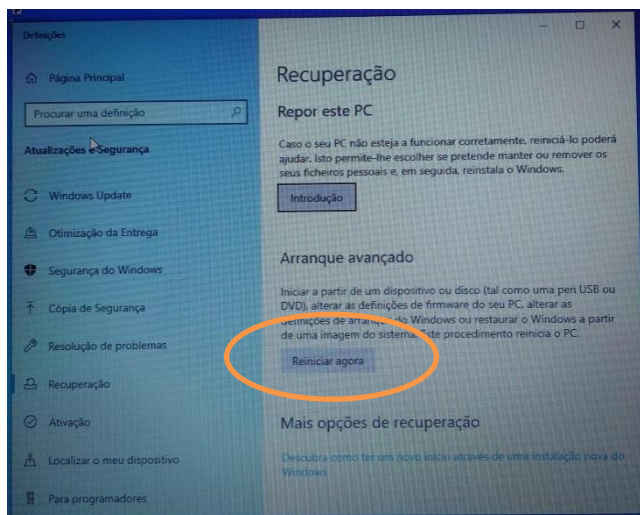 Definições
Página Principal
Procurar uma definição
Atualizações e Segurança
Windows Update
Otimização da Entrega
Segurança do Windows
Cópia de Segurança
Resolução de problemas
Recuperação
Ativação
Localizar o meu dispositivo
Para programadores
Recuperação
Repor este PC
Caso o seu PC não esteja a funcionar corretamente, reiniciá-lo poderá
ajudar. Isto permite-lhe escolher se pretende manter ou remover os
seus ficheiros pessoais e, em seguida, reinstala o Windows.
Introdução
Arranque avançado
Iniciar a partir de um dispositivo ou disco (tal como uma pen USB ou
DVD), alterar as definições de firmware do seu PC, alterar as
definições de arranque do Windows ou restaurar o Windows a partir
de uma imagem do sistema. Este procedimento reinicia o PC.
Reiniciar agora
Mais opções de recuperação
Descubra como ter um novo início através de uma instalação nova do
Windows